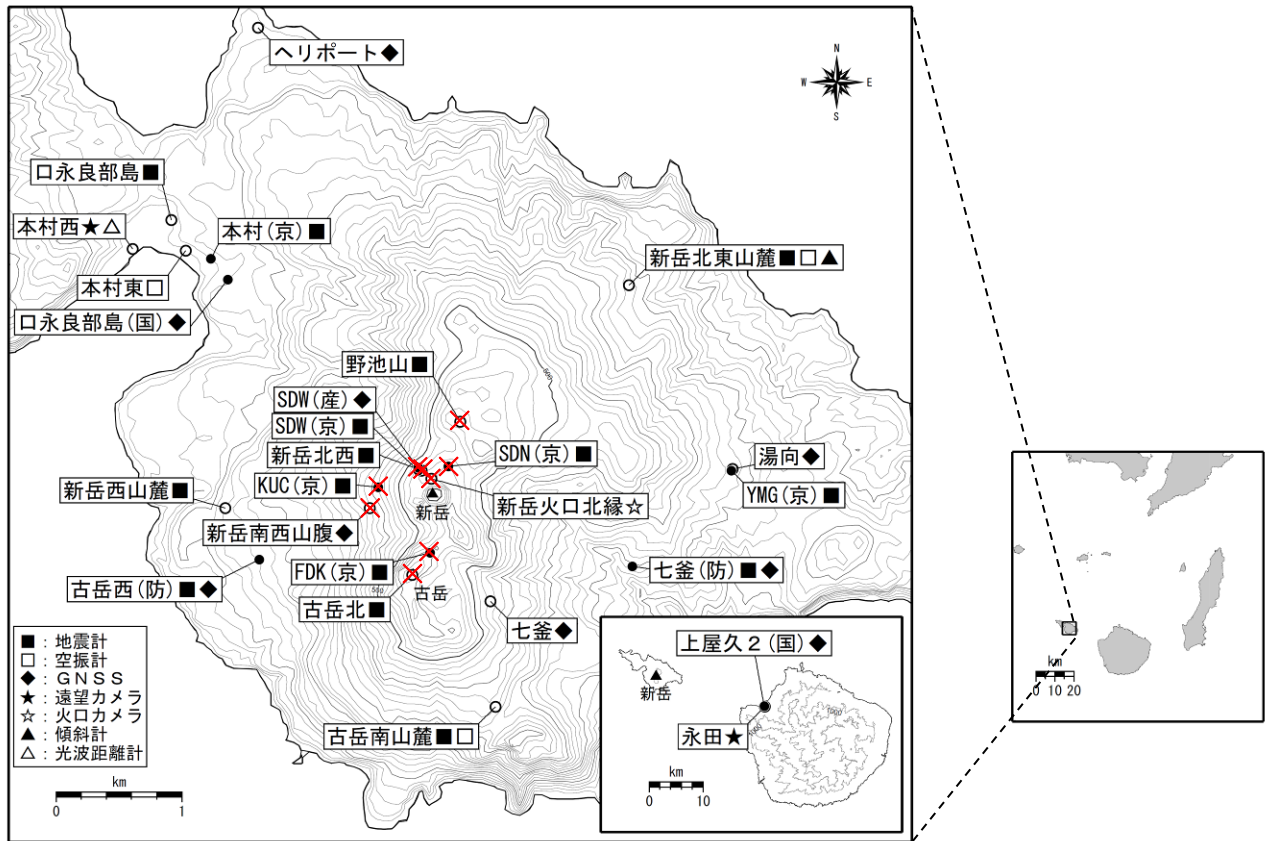 ヘリポート◆
N
W E
S
口永良部島■
本村西★△
本村(京)■
本村東□
口永良部島(国)◆
新岳北東山麓■□▲
野池山■
SDW(産)◆
SDW(京)■
新岳北西■
KUC(京)■
SDN(京)■
新岳火口北縁☆
新岳
新岳西山麓■
新岳南西山腹◆
湯向◆
YMG(京)■
古岳西(防)■◆
FDK(京)■
古岳北■
古岳
七釜◆
七釜(防)■◆
500
500
古岳南山麓■□
■：地震計
□：空振計
◆：ＧＮＳＳ
★：遠望カメラ
☆：火口カメラ
▲：傾斜計
△：光波距離計
km
0 1
上屋久２(国)◆
新岳
永田★
1000
km
0 10
km
0 10 20